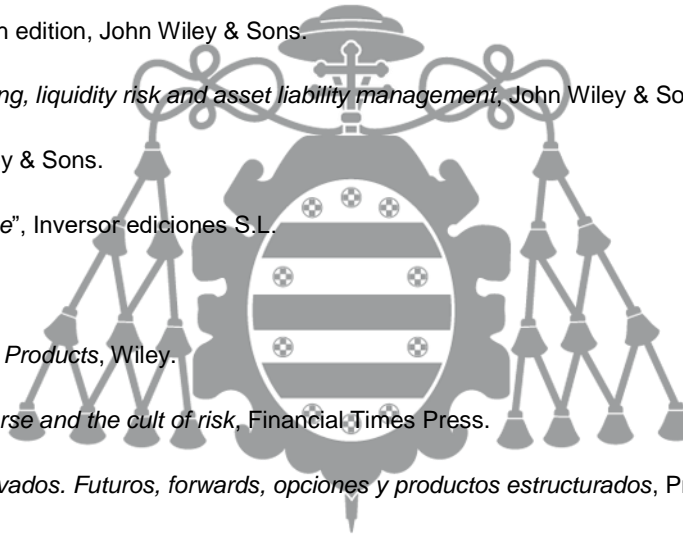 n edition, John Wiley & Sons.
ng, liquidity risk and asset liability management, John Wiley & So
y & Sons.
e”, Inversor ediciones S.L.
Products, Wiley.
rse and the cult of risk, Financial Times Press.
vados. Futuros, forwards, opciones y productos estructurados, P